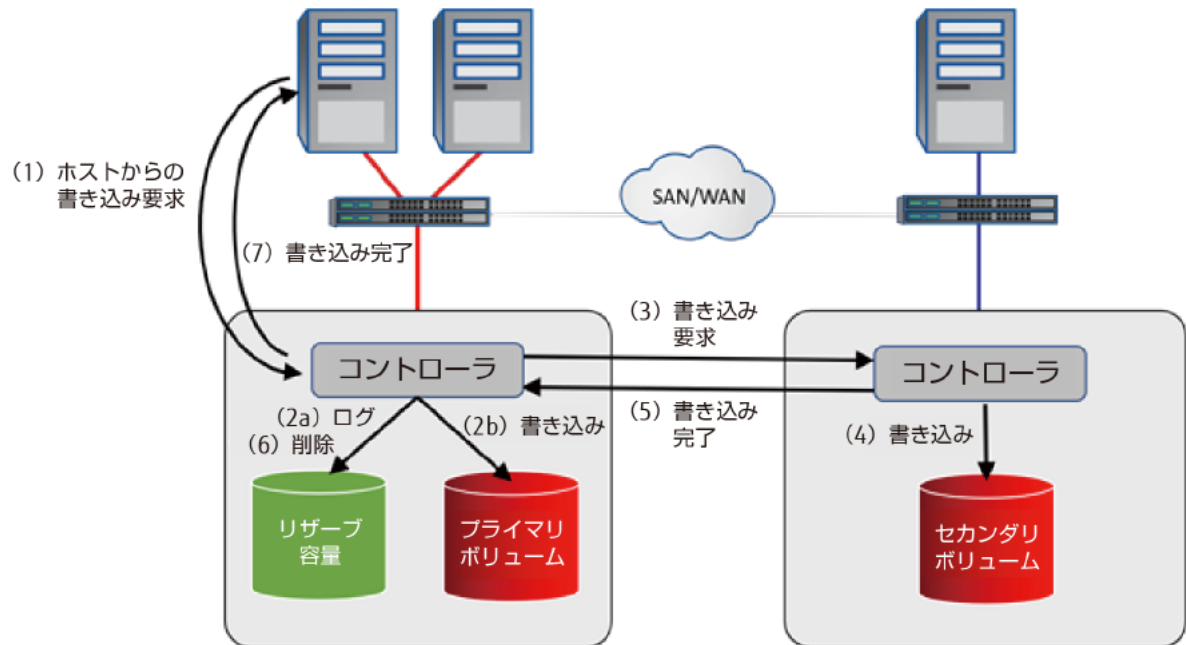 (1) ホストからの
書き込み要求
SAN/WAN
(7) 書き込み完了
(3) 書き込み
要求
コントローラ
コントローラ
(2a) ログ
(6) 削除
(2b) 書き込み
(5) 書き込み
完了
(4) 書き込み
リザーブ
容量
プライマリ
ボリューム
セカンダリ
ボリューム